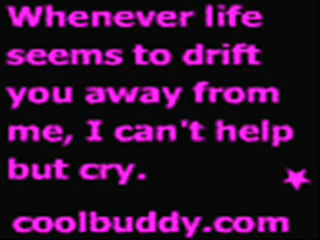 Whenever life
seems to drift
you away from
me, I can't help
but cry.
coolbuddy.com